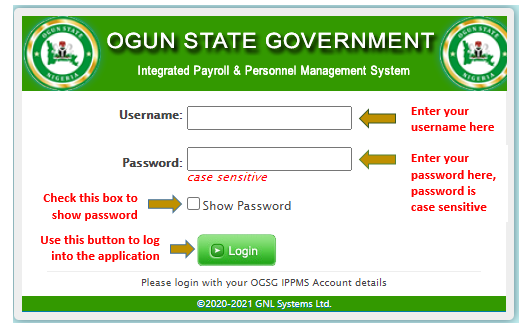 OGUN STATE GOVERNMENT
Integrated Payroll & Personnel Management System
OGUN STATE
NIGERIA
OGUN STATE
NIGERIA
Username:
Enter your
username here
Password:
Enter your
password here,
password is
case sensitive
case sensitive
Check this box to
show password
Show Password
Use this button to log
into the application
Login
Please login with your OGSG IPPMS Account details
©2020-2021 GNL Systems Ltd.